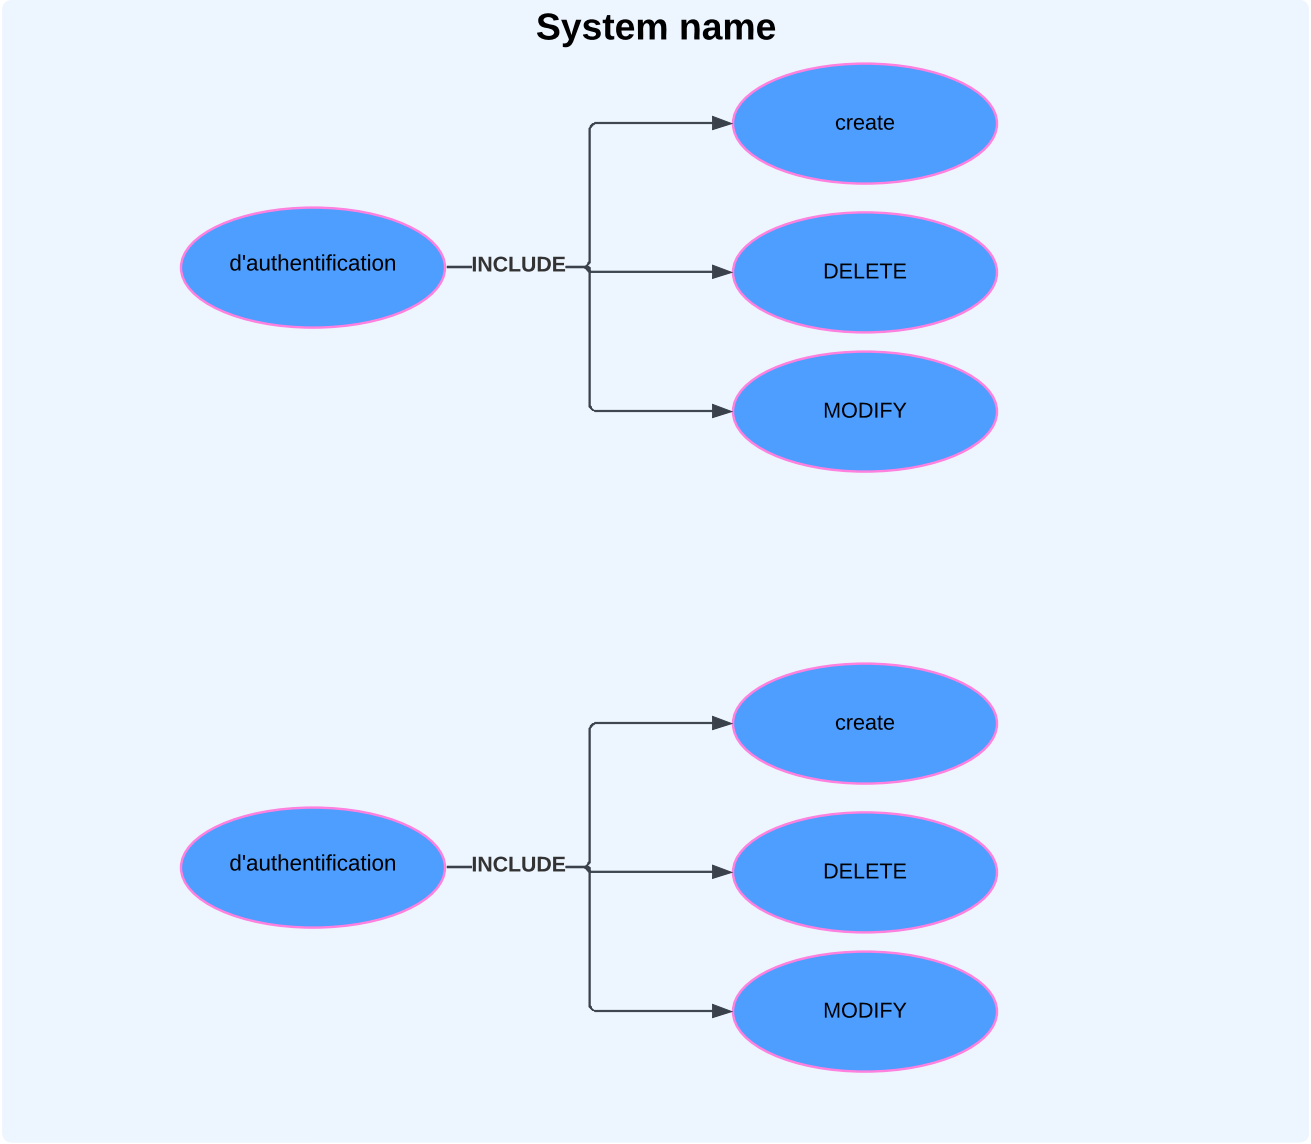 System name
create
d'authentification
INCLUDE
DELETE
MODIFY
create
d'authentification
INCLUDE
DELETE
MODIFY